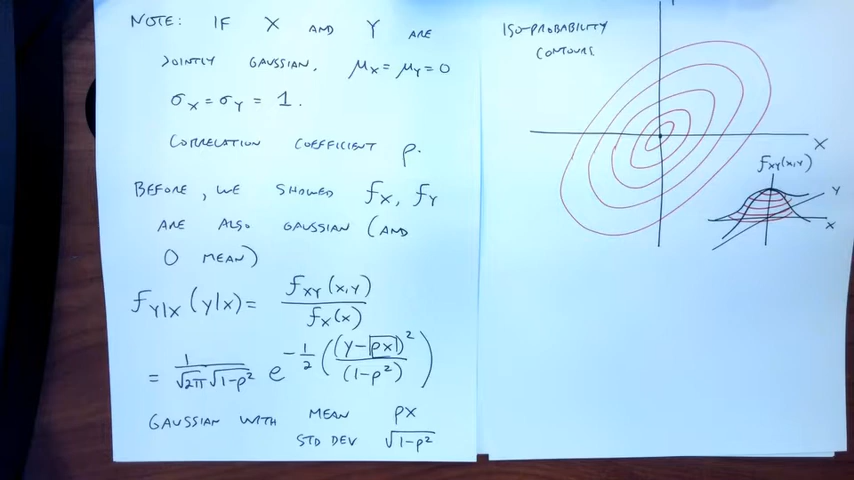 NOTE: IF X AND Y ARE
JOINTLY GAUSSIAN, μX = μY = 0
σX = σY = 1.
CORRELATION COEFFICIENT ρ.
BEFORE, WE SHOWED fX, fY
ARE ALSO GAUSSIAN (AND
0 MEAN)
fY|X (y|x) = fXY(x,y) / fX(x)
= 1/(√2π √1-ρ²) e^(-1/2 ((y-ρx)²/(1-ρ²)))
GAUSSIAN WITH MEAN ρX
STD DEV √1-ρ²
ISO-PROBABILITY
CONTOURS
X
fXY(x,y)
Y
X